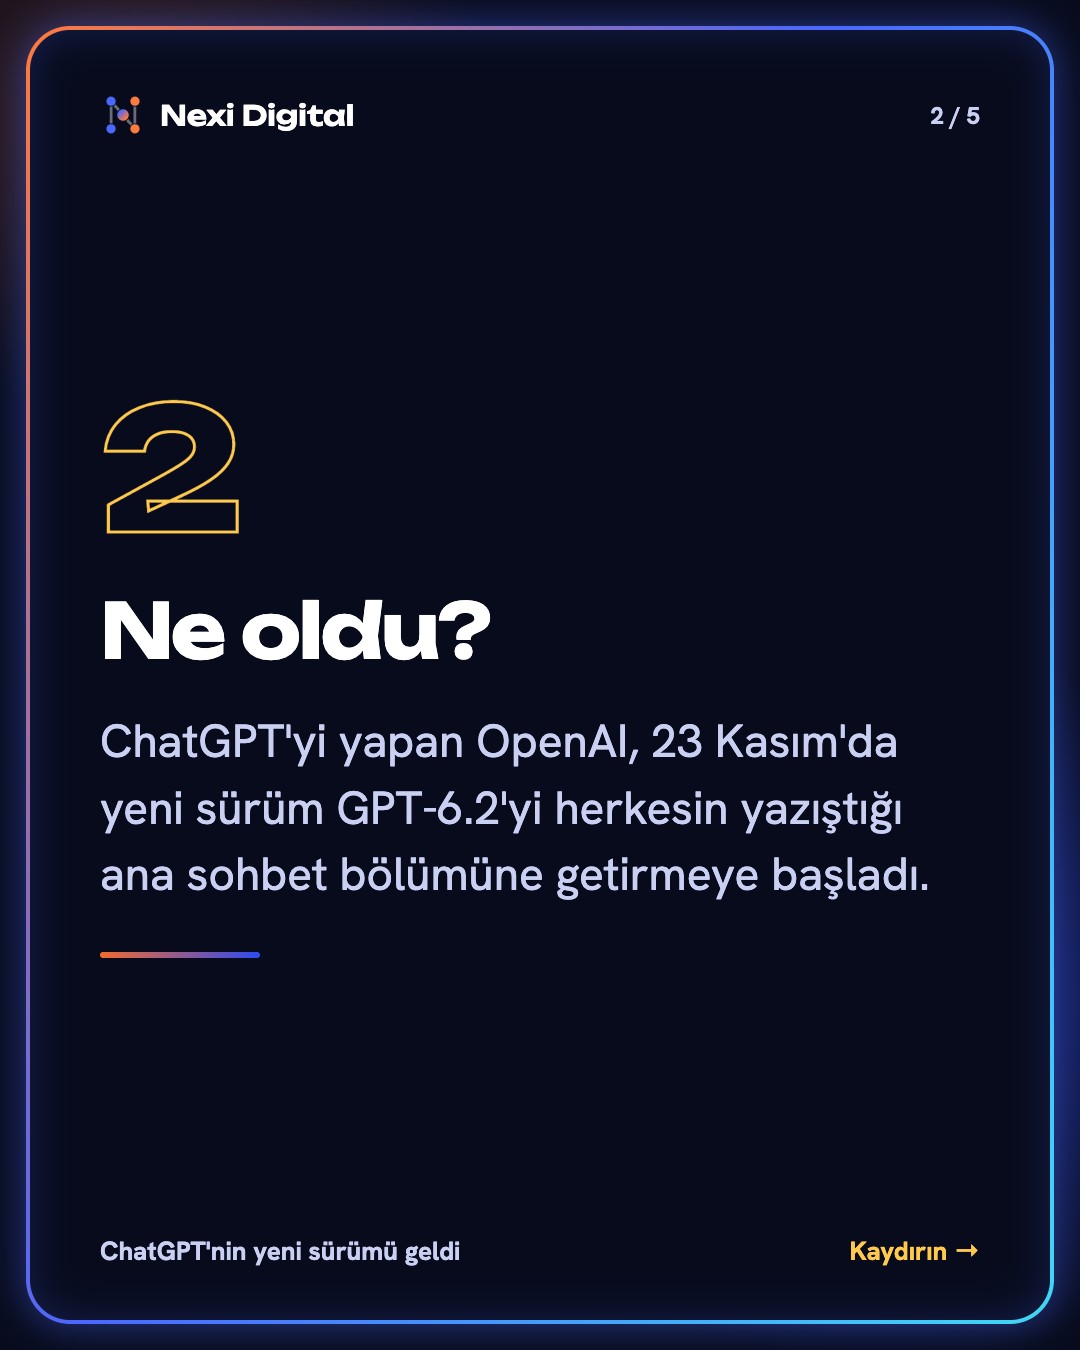 Nexi Digital
2 / 5
2
Ne oldu?
ChatGPT'yi yapan OpenAI, 23 Kasım'da
yeni sürüm GPT-6.2'yi herkesin yazıştığı
ana sohbet bölümüne getirmeye başladı.
ChatGPT'nin yeni sürümü geldi
Kaydırın →